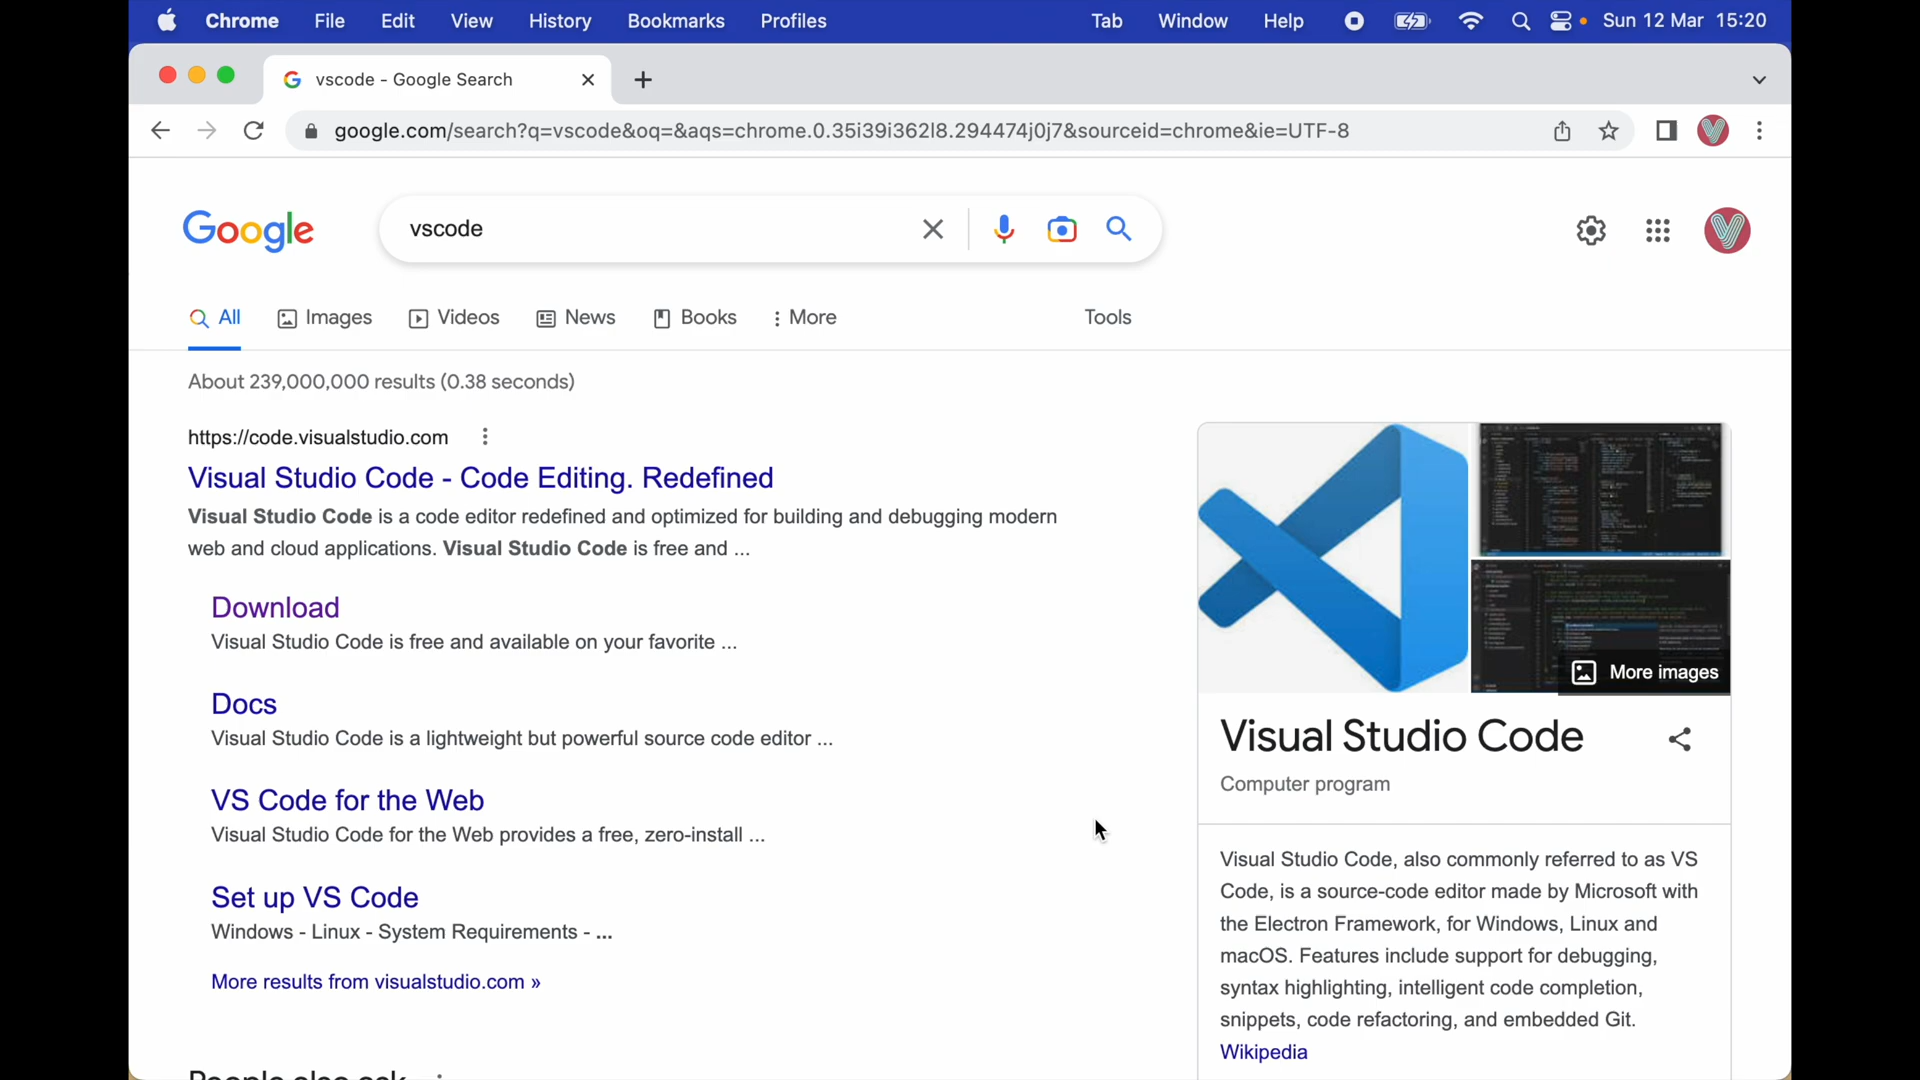 Chrome File Edit View History Bookmarks Profiles Tab Window Help Sun 12 Mar 15:20
vscode - Google Search
google.com/search?q=vscode&oq=&aqs=chrome.0.35i39i362l8.294474j0j7&sourceid=chrome&ie=UTF-8
Google
vscode
All Images Videos News Books More Tools
About 239,000,000 results (0.38 seconds)
https://code.visualstudio.com
Visual Studio Code - Code Editing. Redefined
Visual Studio Code is a code editor redefined and optimized for building and debugging modern
web and cloud applications. Visual Studio Code is free and ...
Download
Visual Studio Code is free and available on your favorite ...
Docs
Visual Studio Code is a lightweight but powerful source code editor ...
VS Code for the Web
Visual Studio Code for the Web provides a free, zero-install ...
Set up VS Code
Windows - Linux - System Requirements - ...
More results from visualstudio.com »
People also ask
More images
Visual Studio Code
Computer program
Visual Studio Code, also commonly referred to as VS
Code, is a source-code editor made by Microsoft with
the Electron Framework, for Windows, Linux and
macOS. Features include support for debugging,
syntax highlighting, intelligent code completion,
snippets, code refactoring, and embedded Git.
Wikipedia